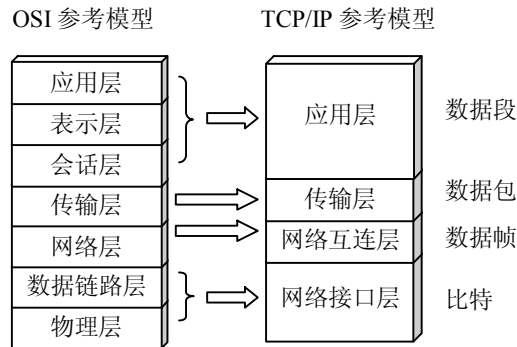 OSI 参考模型
TCP/IP 参考模型
应用层
表示层
会话层
传输层
网络层
数据链路层
物理层
应用层
传输层
网络互连层
网络接口层
数据段
数据包
数据帧
比特